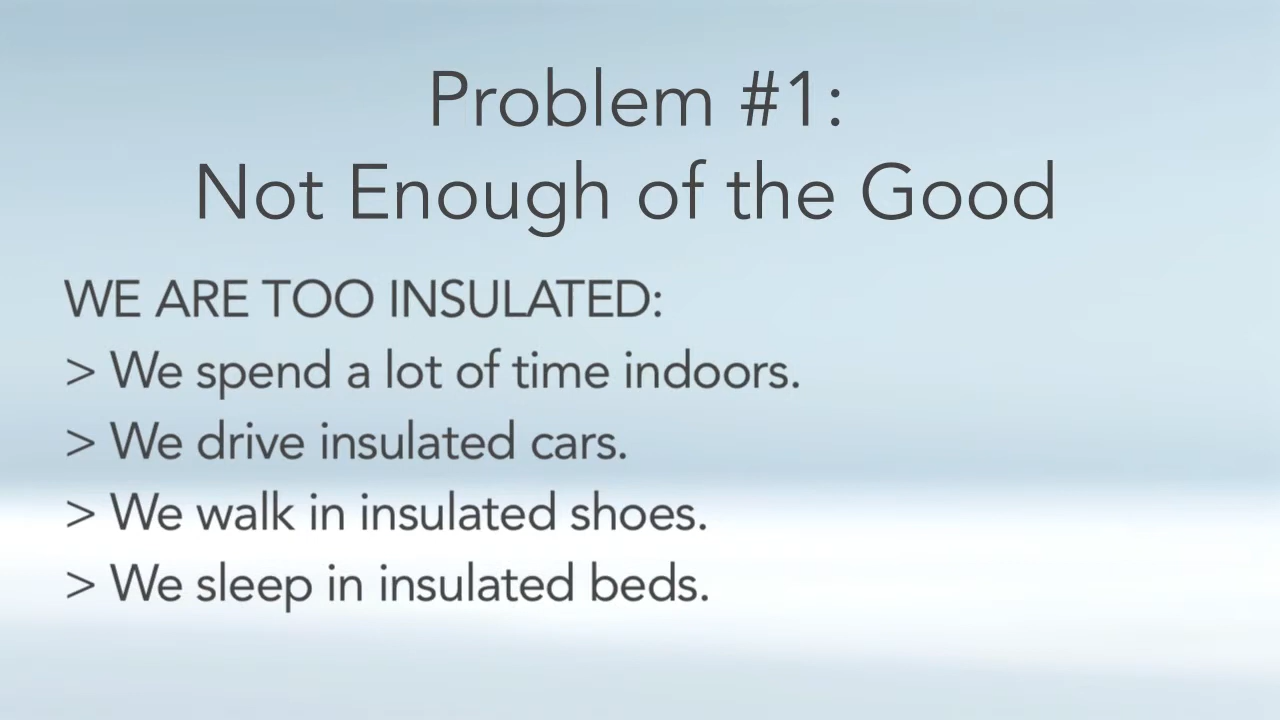 Problem #1:
Not Enough of the Good
WE ARE TOO INSULATED:
> We spend a lot of time indoors.
> We drive insulated cars.
> We walk in insulated shoes.
> We sleep in insulated beds.